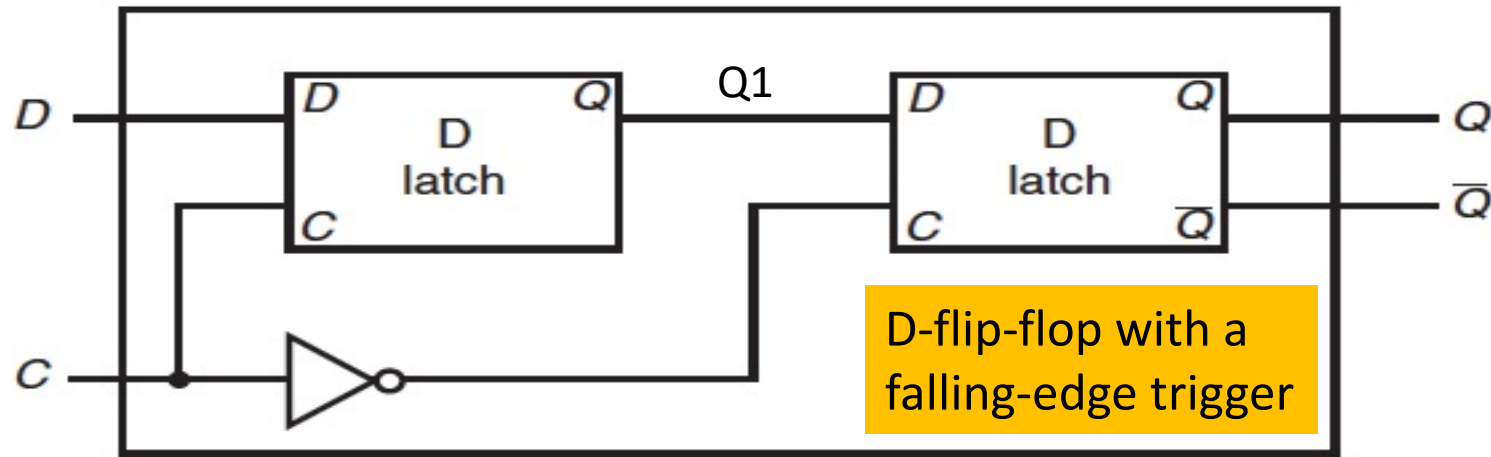 Q1
D
D
Q
D
latch
C
D
Q
D
latch
C
Q̅
Q
Q̅
C
D-flip-flop with a
falling-edge trigger